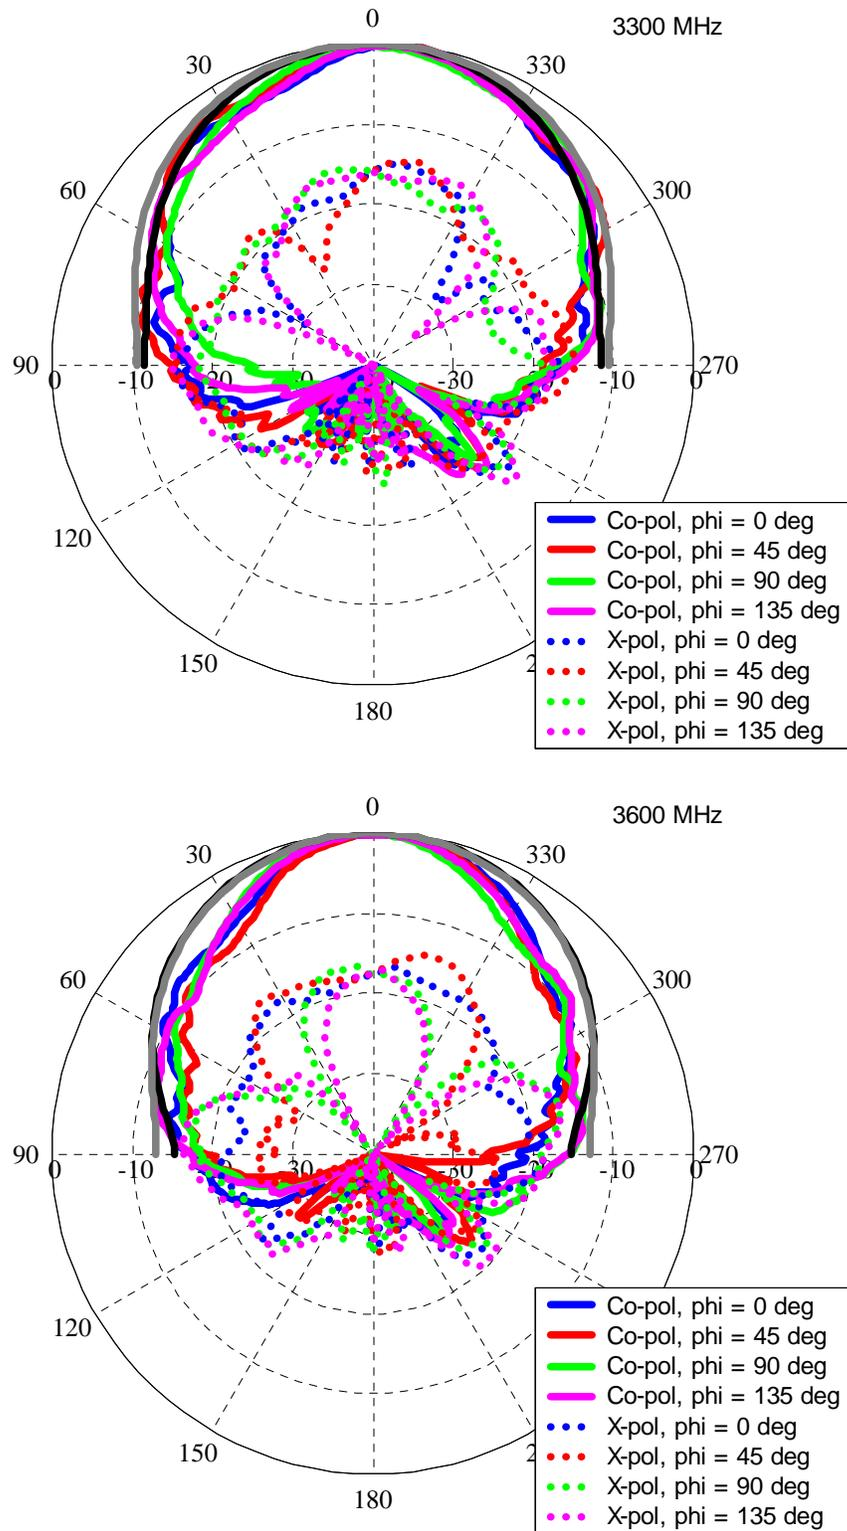 0
3300 MHz
30
330
60
300
90
270
0
-10
-20
-30
-30
-10
0
120
150
180
Co-pol, phi = 0 deg
Co-pol, phi = 45 deg
Co-pol, phi = 90 deg
Co-pol, phi = 135 deg
X-pol, phi = 0 deg
X-pol, phi = 45 deg
X-pol, phi = 90 deg
X-pol, phi = 135 deg
0
3600 MHz
30
330
60
300
90
270
0
-10
-20
-30
-30
-20
-10
0
120
150
180
Co-pol, phi = 0 deg
Co-pol, phi = 45 deg
Co-pol, phi = 90 deg
Co-pol, phi = 135 deg
X-pol, phi = 0 deg
X-pol, phi = 45 deg
X-pol, phi = 90 deg
X-pol, phi = 135 deg